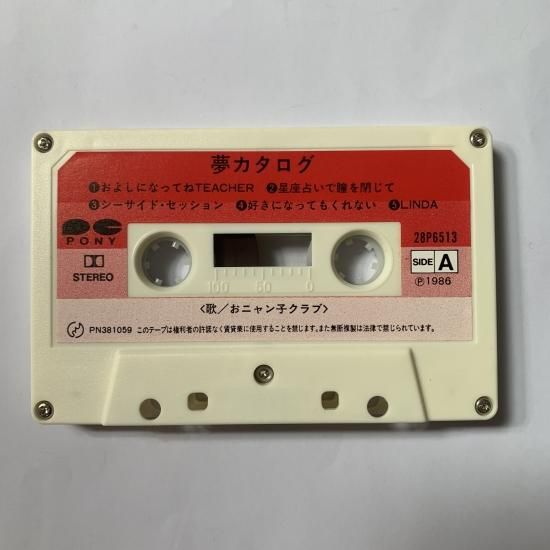 夢カタログ
❶およしになってねTEACHER ❷星座占いで瞳を閉じて
❸シーサイド・セッション ❹好きになってもくれない ❺LINDA
PONY
28P6513
STEREO
SIDE A
100 50 0
Ⓟ1986
〈歌/おニャン子クラブ〉
PN381059 このテープは権利者の許諾なく賃貸業に使用することを禁じます。また無断複製は法律で禁じられています。